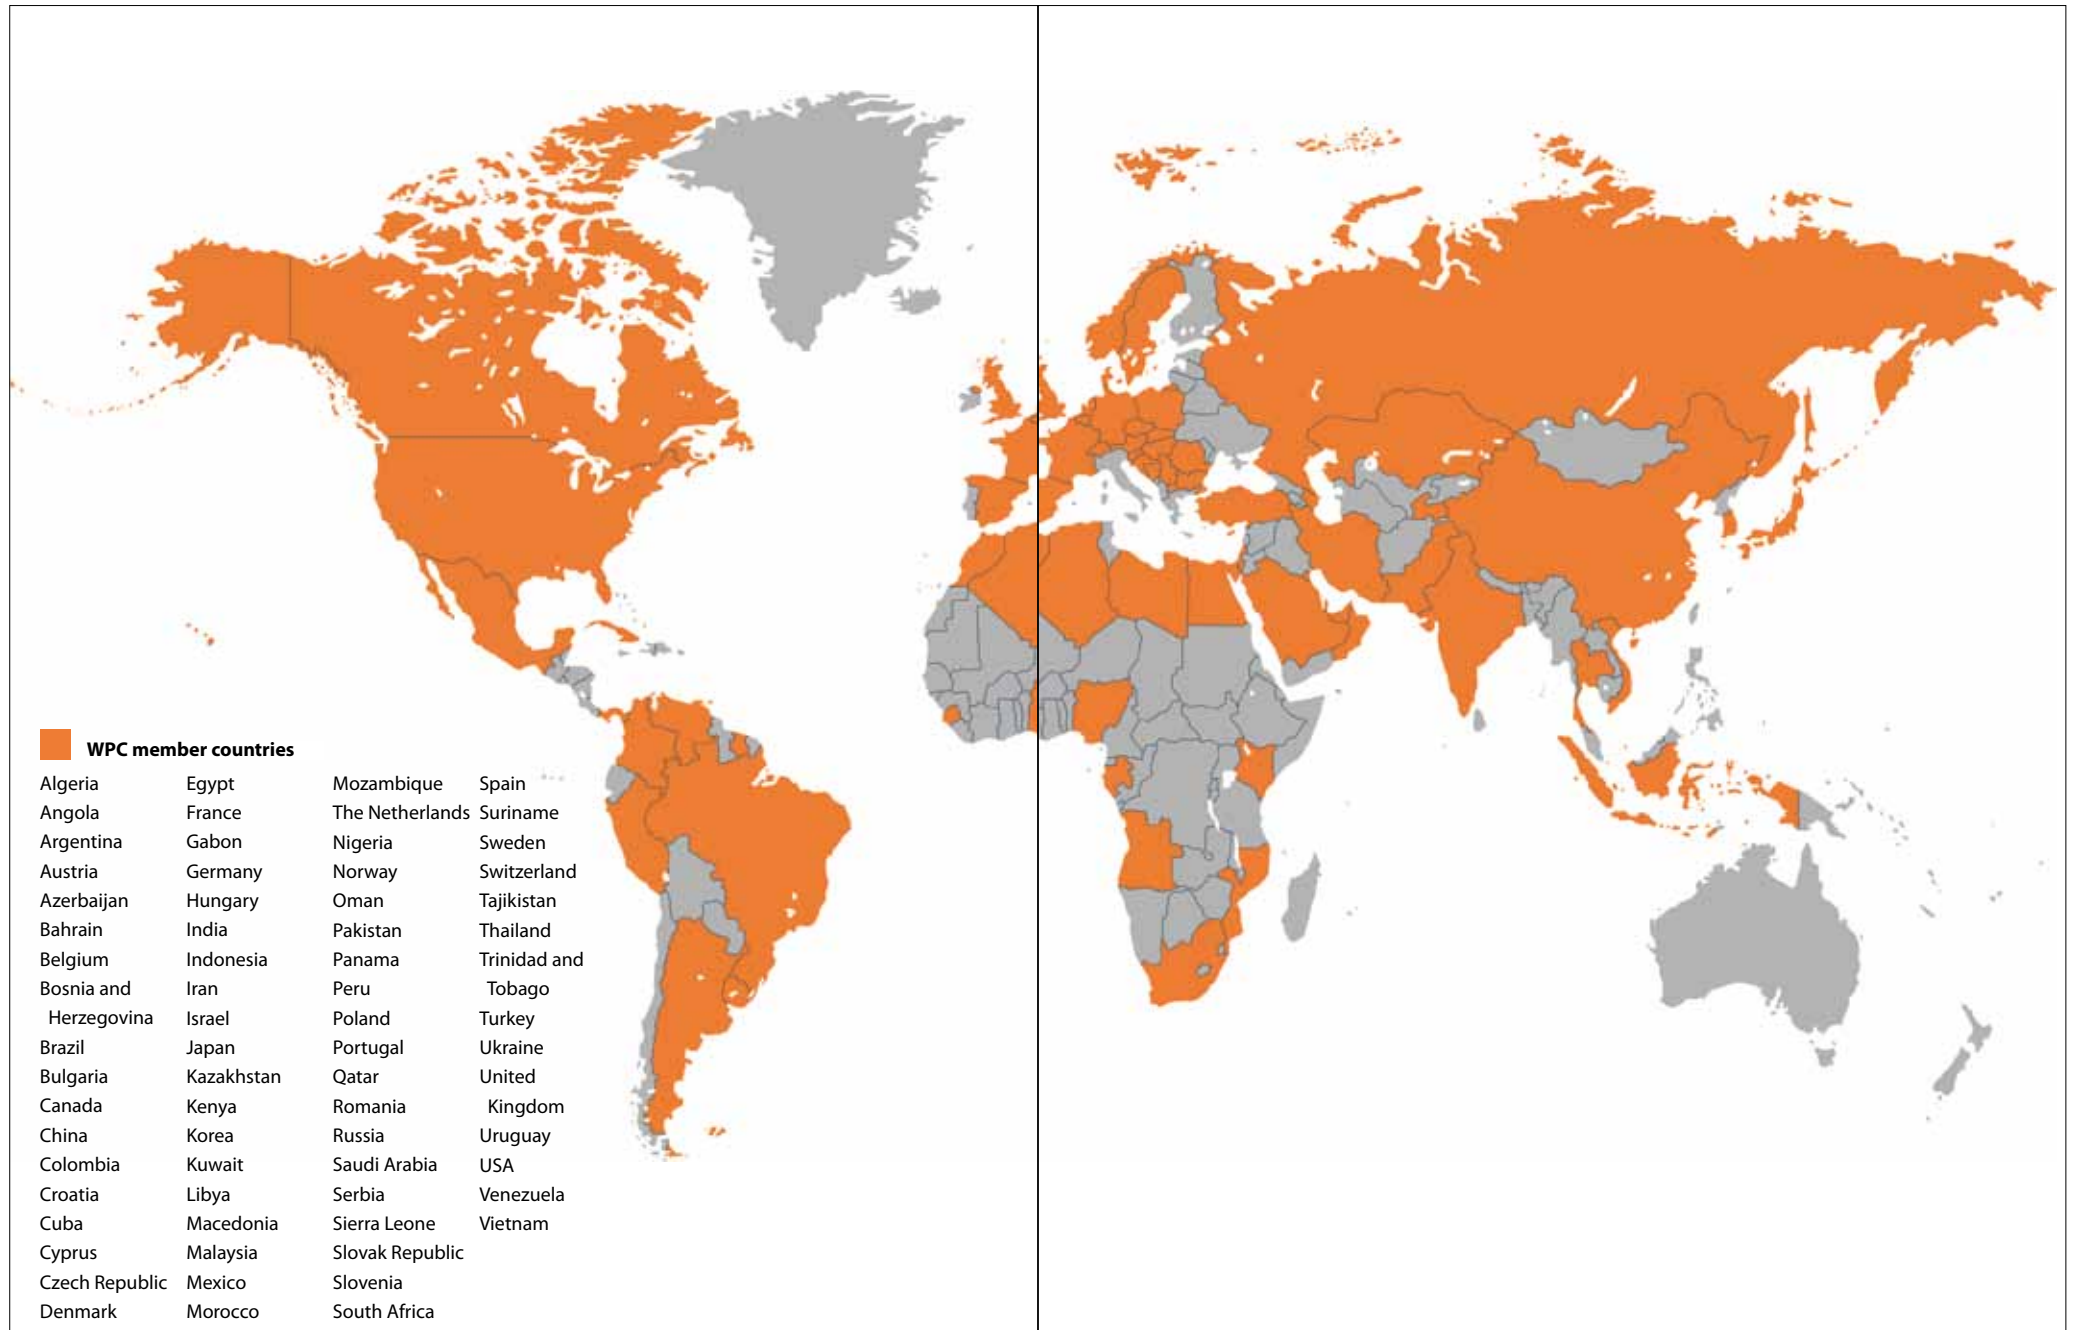 WPC member countries
Algeria
Angola
Argentina
Austria
Azerbaijan
Bahrain
Belgium
Bosnia and
Herzegovina
Brazil
Bulgaria
Canada
China
Colombia
Croatia
Cuba
Cyprus
Czech Republic
Denmark
Egypt
France
Gabon
Germany
Hungary
India
Indonesia
Iran
Israel
Japan
Kazakhstan
Kenya
Korea
Kuwait
Libya
Macedonia
Malaysia
Mexico
Morocco
Mozambique
The Netherlands
Nigeria
Norway
Oman
Pakistan
Panama
Peru
Poland
Portugal
Qatar
Romania
Russia
Saudi Arabia
Serbia
Sierra Leone
Slovak Republic
Slovenia
South Africa
Spain
Suriname
Sweden
Switzerland
Tajikistan
Thailand
Trinidad and
Tobago
Turkey
Ukraine
United
Kingdom
Uruguay
USA
Venezuela
Vietnam